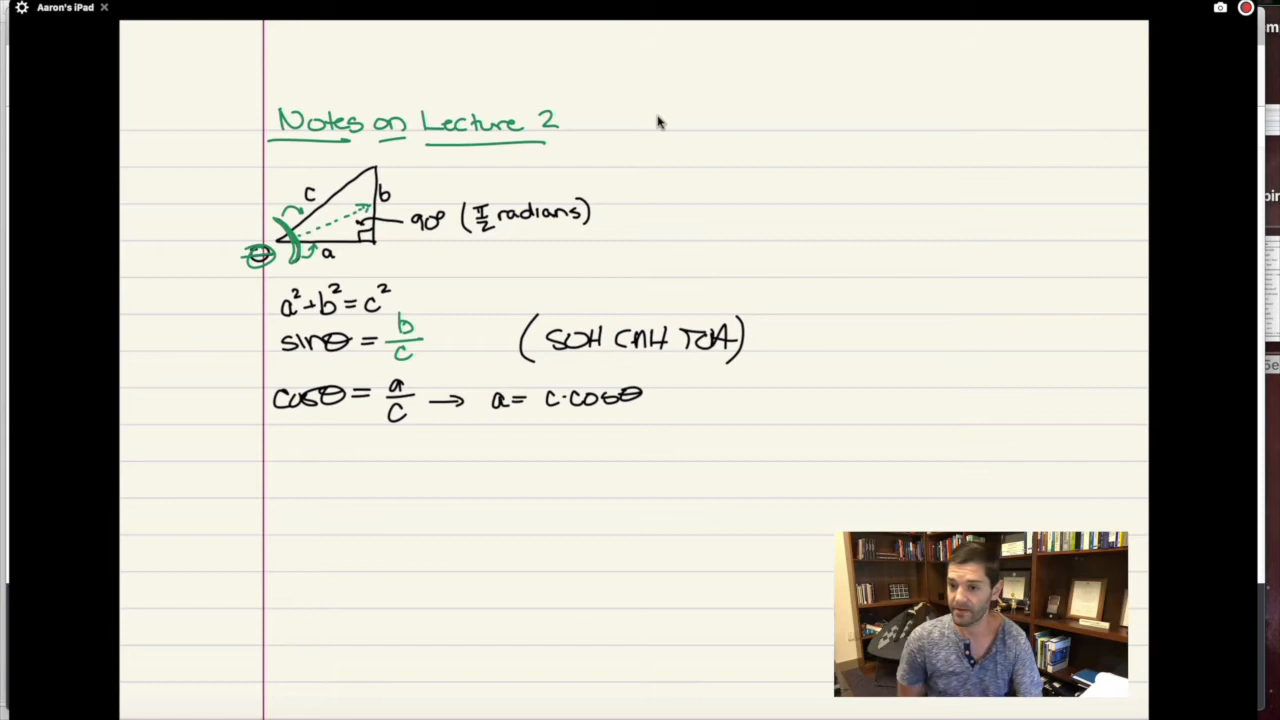 Aaron's iPad
Notes on Lecture 2
c
b
90° (π/2 radians)
θ
a
a² + b² = c²
sinθ = b/c
(SOH CAH TOA)
cosθ = a/c → a = c·cosθ